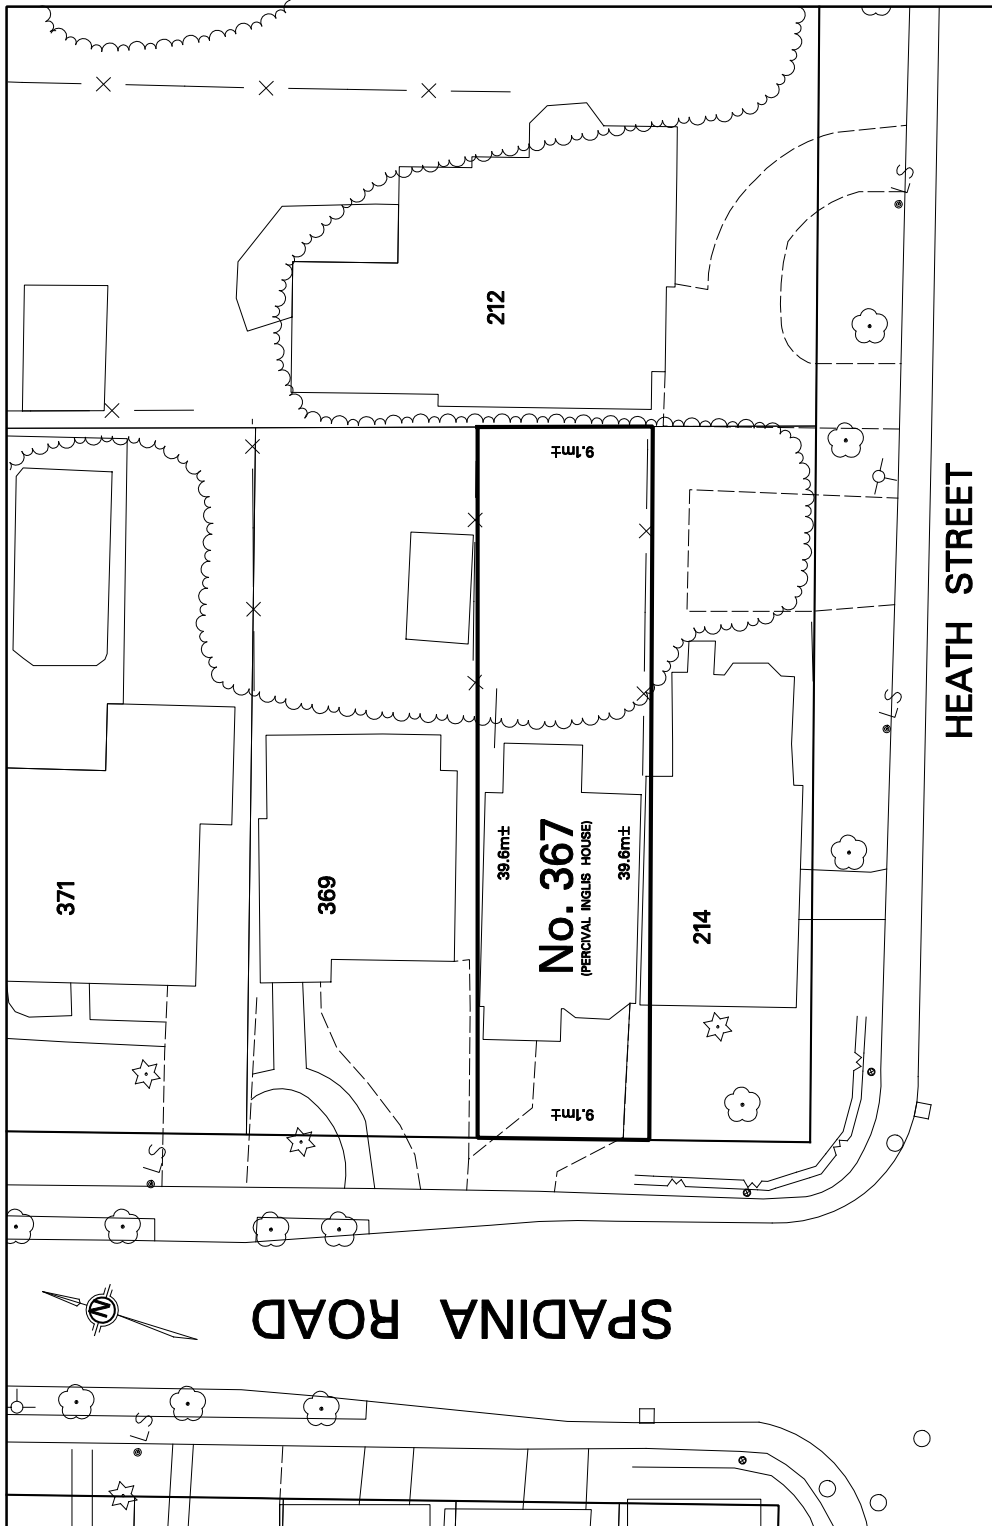 LS
212
9.1m±
HEATH STREET
LS
39.6m±
No. 367
(PERCIVAL INGLIS HOUSE)
39.6m±
371
369
214
9.1m±
LS
N
SPADINA ROAD
LS